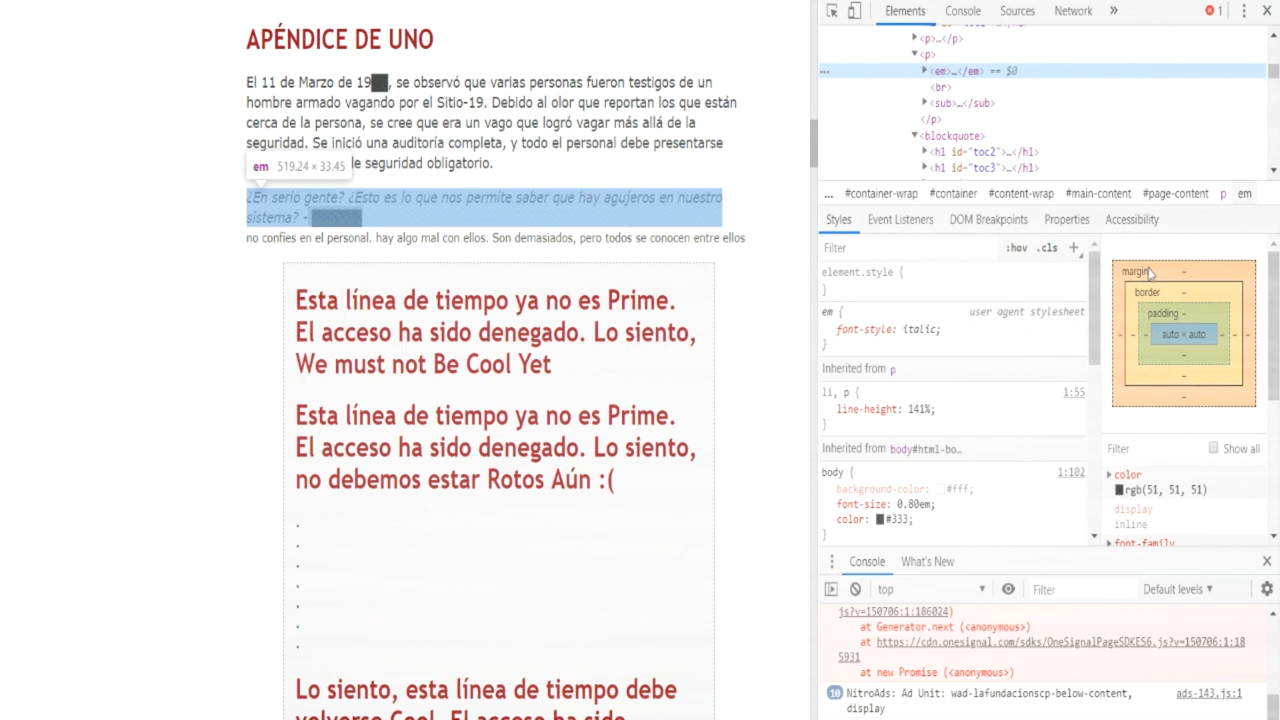 APÉNDICE DE UNO
El 11 de Marzo de 19██, se observó que varias personas fueron testigos de un
hombre armado vagando por el Sitio-19. Debido al olor que reportan los que están
cerca de la persona, se cree que era un vago que logró vagar más allá de la
seguridad. Se inició una auditoría completa, y todo el personal debe presentarse
le seguridad obligatorio.
em 519.24 × 33.45
¿En serio gente? ¿Esto es lo que nos permite saber que hay agujeros en nuestro
sistema? -
no confíes en el personal. hay algo mal con ellos. Son demasiados, pero todos se conocen entre ellos
Esta línea de tiempo ya no es Prime.
El acceso ha sido denegado. Lo siento,
We must not Be Cool Yet
Esta línea de tiempo ya no es Prime.
El acceso ha sido denegado. Lo siento,
no debemos estar Rotos Aún :(
.
.
.
.
.
.
.
Lo siento, esta línea de tiempo debe
volverse Cool. El acceso ha sido
Elements Console Sources Network » 1
▶<p>…</p>
▼<p>
… ▶<em>…</em> == $0
<br>
▶<sub>…</sub>
</p>
▼<blockquote>
▶<h1 id="toc2">…</h1>
▶<h1 id="toc3">…</h1>
... #container-wrap #container #content-wrap #main-content #page-content p em
Styles Event Listeners DOM Breakpoints Properties Accessibility
Filter :hov .cls +
element.style {
}
em { user agent stylesheet
font-style: italic;
}
Inherited from p
li, p { 1:55
line-height: 141%;
}
Inherited from body#html-bo…
body { 1:102
background-color: #fff;
font-size: 0.80em;
color: #333;
}
margin -
border -
padding -
- - - auto × auto - - -
-
-
-
Filter Show all
▶ color
rgb(51, 51, 51)
display
inline
▶ font-family
Console What's New
top ▼ Filter Default levels ▼
js?v=150706:1:186024)
at Generator.next (<anonymous>)
at https://cdn.onesignal.com/sdks/OneSignalPageSDKES6.js?v=150706:1:18
5931
at new Promise (<anonymous>)
10 NitroAds: Ad Unit: wad-lafundacionscp-below-content, ads-143.js:1
display